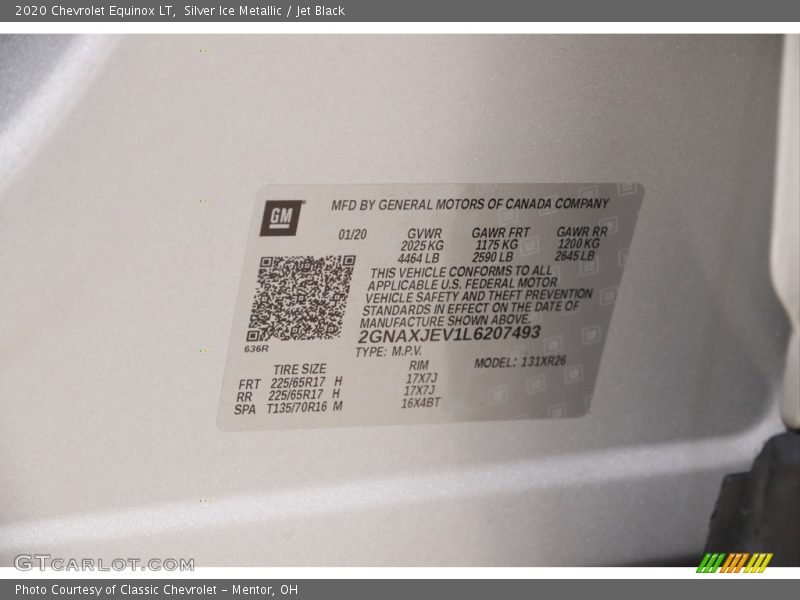 2020 Chevrolet Equinox LT, Silver Ice Metallic / Jet Black
GM
MFD BY GENERAL MOTORS OF CANADA COMPANY
01/20 GVWR GAWR FRT GAWR RR
2025 KG 1175 KG 1200 KG
4464 LB 2590 LB 2645 LB
THIS VEHICLE CONFORMS TO ALL
APPLICABLE U.S. FEDERAL MOTOR
VEHICLE SAFETY AND THEFT PREVENTION
STANDARDS IN EFFECT ON THE DATE OF
MANUFACTURE SHOWN ABOVE.
2GNAXJEV1L6207493
636R
TYPE: M.P.V. MODEL: 131XR26
TIRE SIZE RIM
FRT 225/65R17 H 17X7J
RR 225/65R17 H 17X7J
SPA T135/70R16 M 16X4BT
GTCARLOT.COM
Photo Courtesy of Classic Chevrolet - Mentor, OH